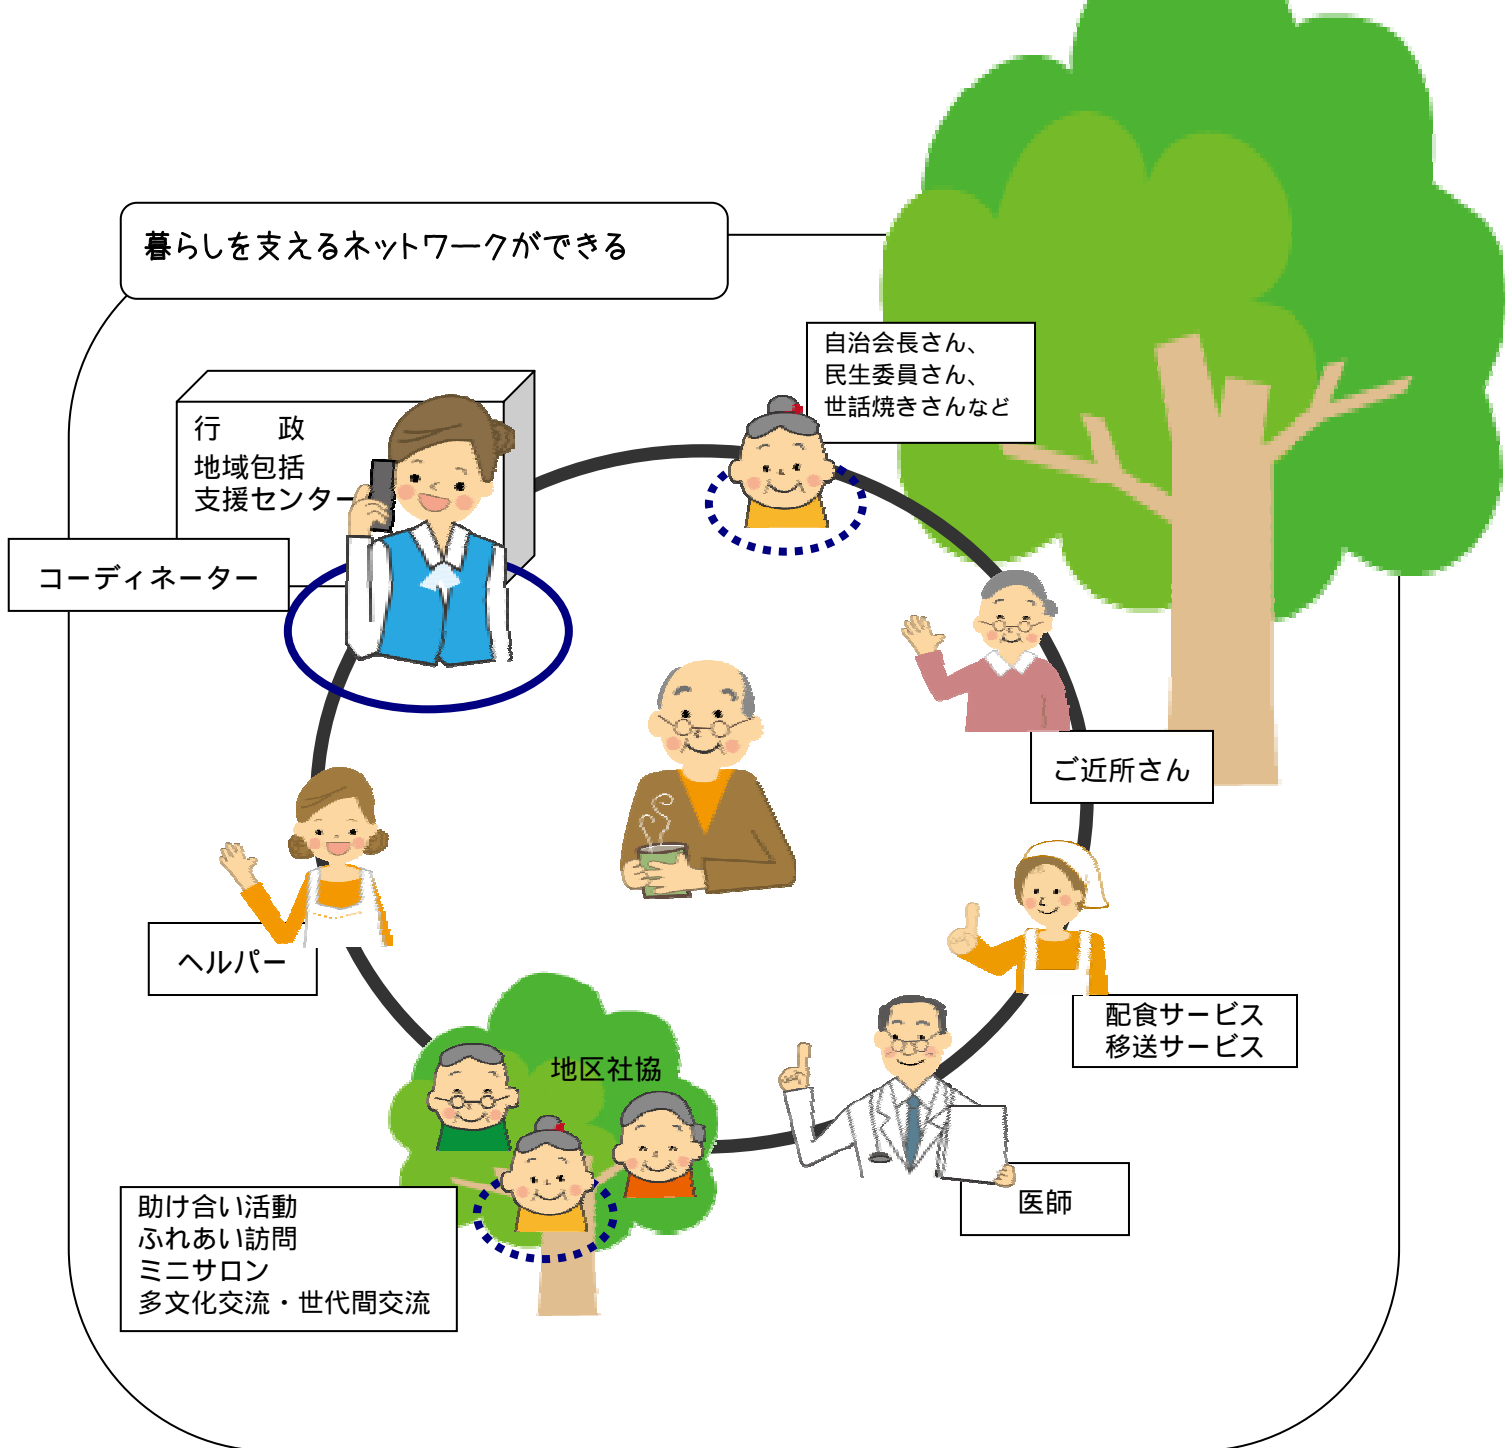 暮らしを支えるネットワークができる
自治会長さん、
民生委員さん、
世話焼きさんなど
行　　政
地域包括
支援センター
コーディネーター
ご近所さん
ヘルパー
配食サービス
移送サービス
地区社協
医師
助け合い活動
ふれあい訪問
ミニサロン
多文化交流・世代間交流